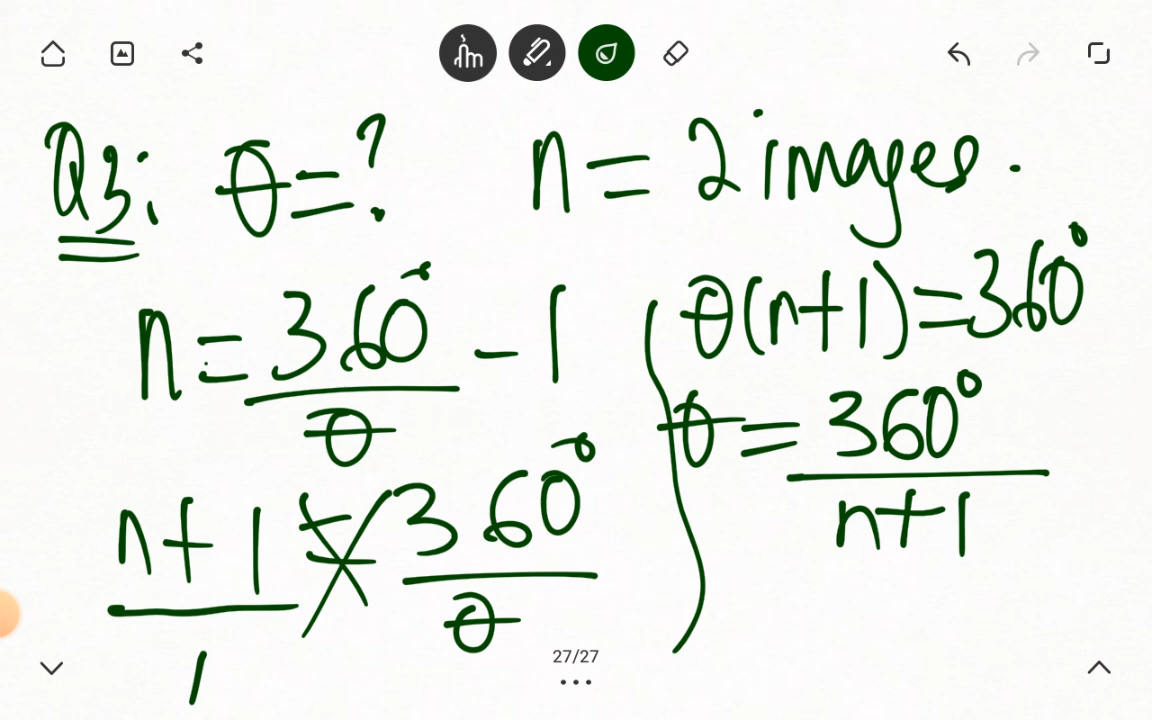 Q3: θ=? n = 2 images.
n = 360° / θ - 1
n+1 / 1 = 360° / θ
θ(n+1)=360°
θ = 360° / n+1
27/27